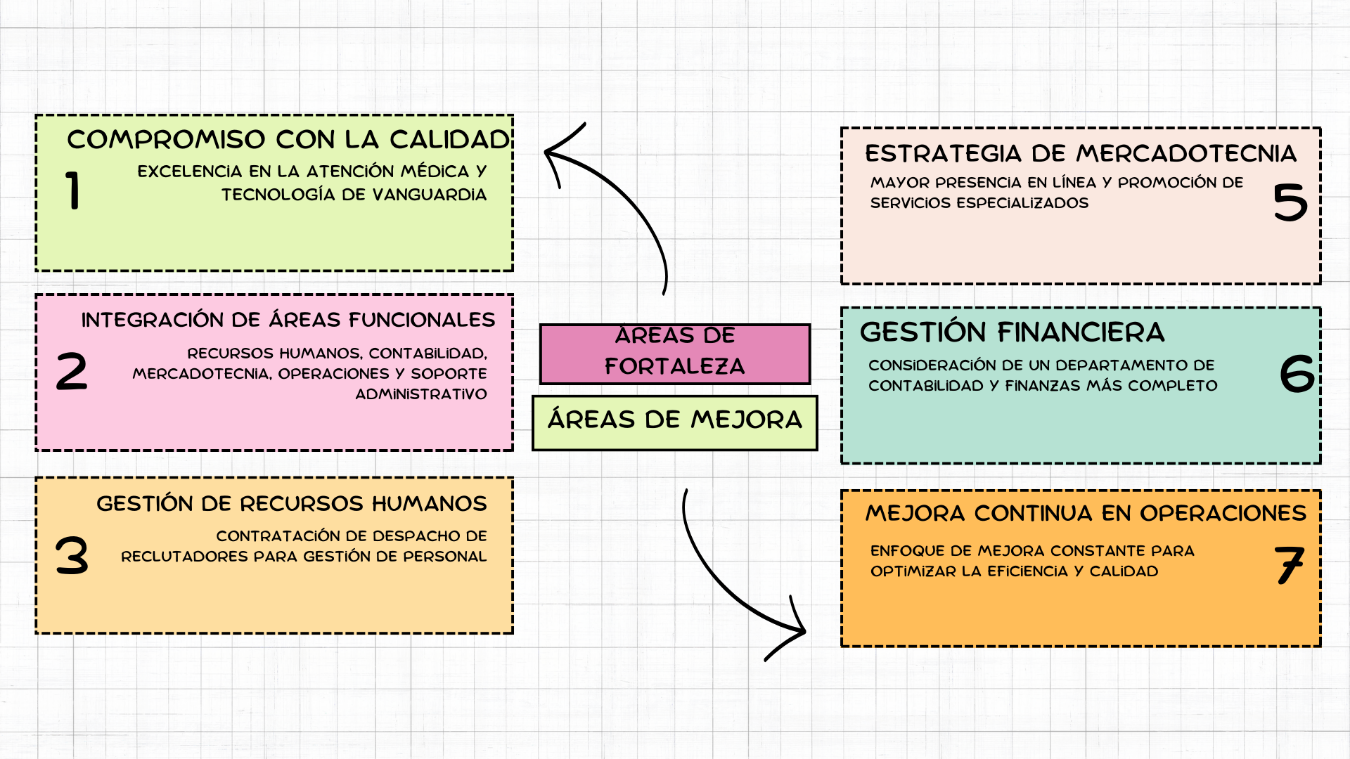 COMPROMISO CON LA CALIDAD
1
EXCELENCIA EN LA ATENCIÓN MÉDICA Y
TECNOLOGÍA DE VANGUARDIA
INTEGRACIÓN DE ÁREAS FUNCIONALES
2
RECURSOS HUMANOS, CONTABILIDAD,
MERCADOTECNIA, OPERACIONES Y SOPORTE
ADMINISTRATIVO
GESTIÓN DE RECURSOS HUMANOS
3
CONTRATACIÓN DE DESPACHO DE
RECLUTADORES PARA GESTIÓN DE PERSONAL
ÁREAS DE
FORTALEZA
ÁREAS DE MEJORA
ESTRATEGIA DE MERCADOTECNIA
MAYOR PRESENCIA EN LÍNEA Y PROMOCIÓN DE
SERVICIOS ESPECIALIZADOS
5
GESTIÓN FINANCIERA
CONSIDERACIÓN DE UN DEPARTAMENTO DE
CONTABILIDAD Y FINANZAS MÁS COMPLETO
6
MEJORA CONTINUA EN OPERACIONES
ENFOQUE DE MEJORA CONSTANTE PARA
OPTIMIZAR LA EFICIENCIA Y CALIDAD
7